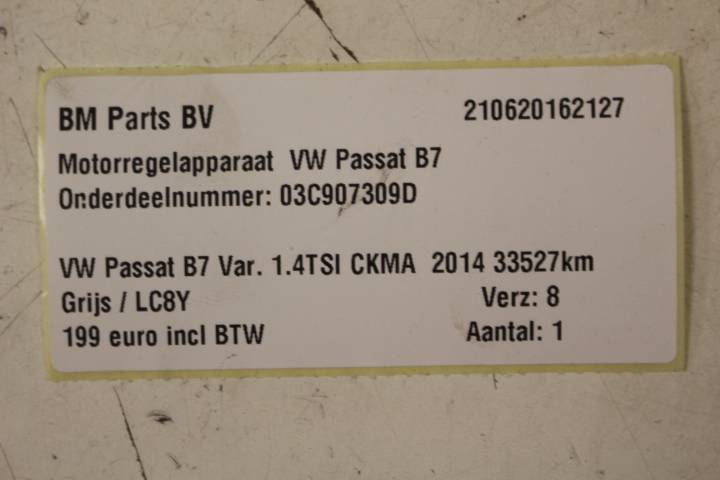 BM Parts BV 210620162127
Motorregelapparaat VW Passat B7
Onderdeelnummer: 03C907309D
VW Passat B7 Var. 1.4TSI CKMA 2014 33527km
Grijs / LC8Y Verz: 8
199 euro incl BTW Aantal: 1